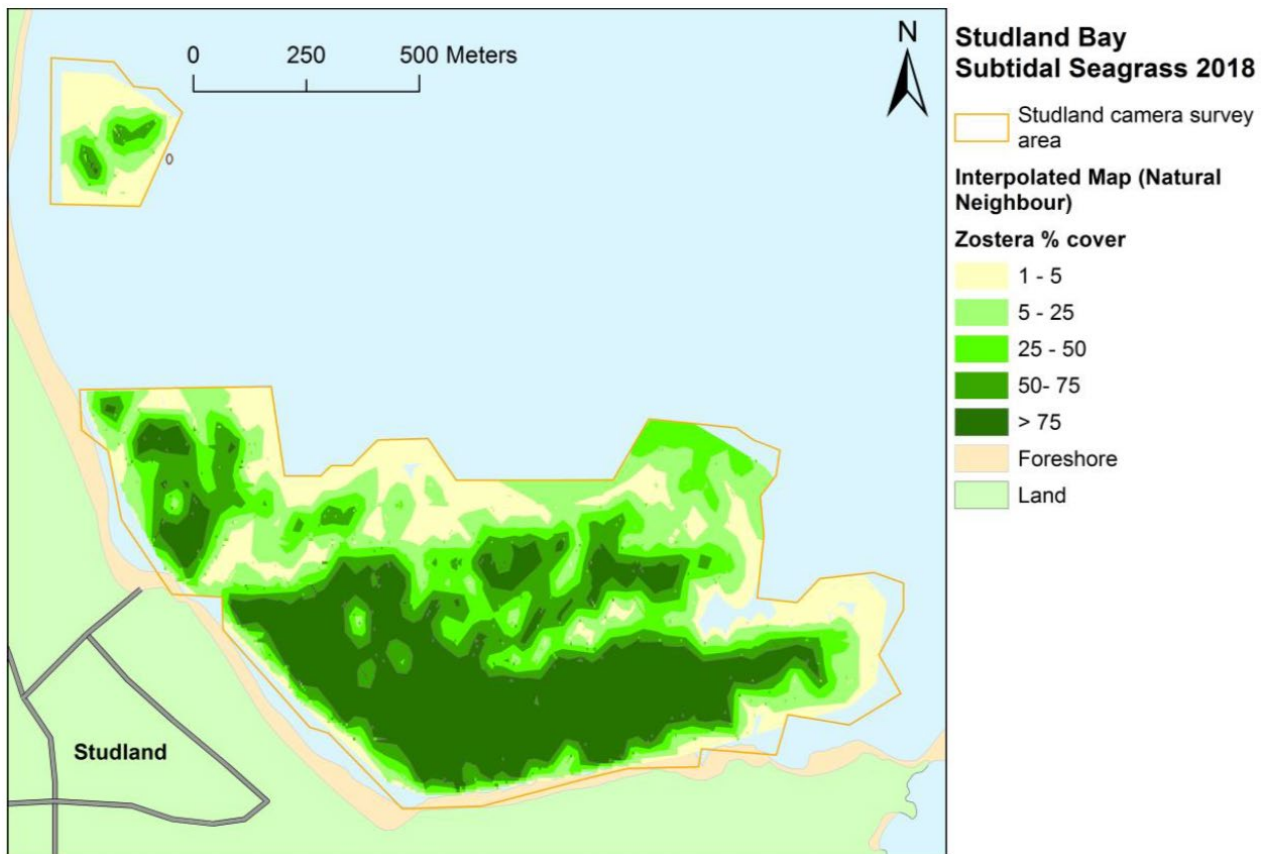 0 250 500 Meters
N
Studland
Studland Bay
Subtidal Seagrass 2018
Studland camera survey
area
Interpolated Map (Natural
Neighbour)
Zostera % cover
1 - 5
5 - 25
25 - 50
50- 75
> 75
Foreshore
Land